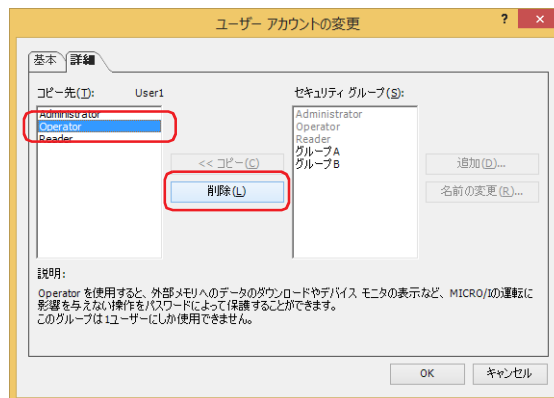 ユーザー アカウントの変更
? ×
基本 詳細
コピー先(T): User1
セキュリティ グループ(S):
Administrator
Operator
Reader
<< コピー(C)
削除(L)
Administrator
Operator
Reader
グループA
グループB
追加(D)...
名前の変更(R)...
説明:
Operator を使用すると、外部メモリへのデータのダウンロードやデバイス モニタの表示など、MICRO/Iの運転に
影響を与えない操作をパスワードによって保護することができます。
このグループは1ユーザーにしか使用できません。
OK キャンセル